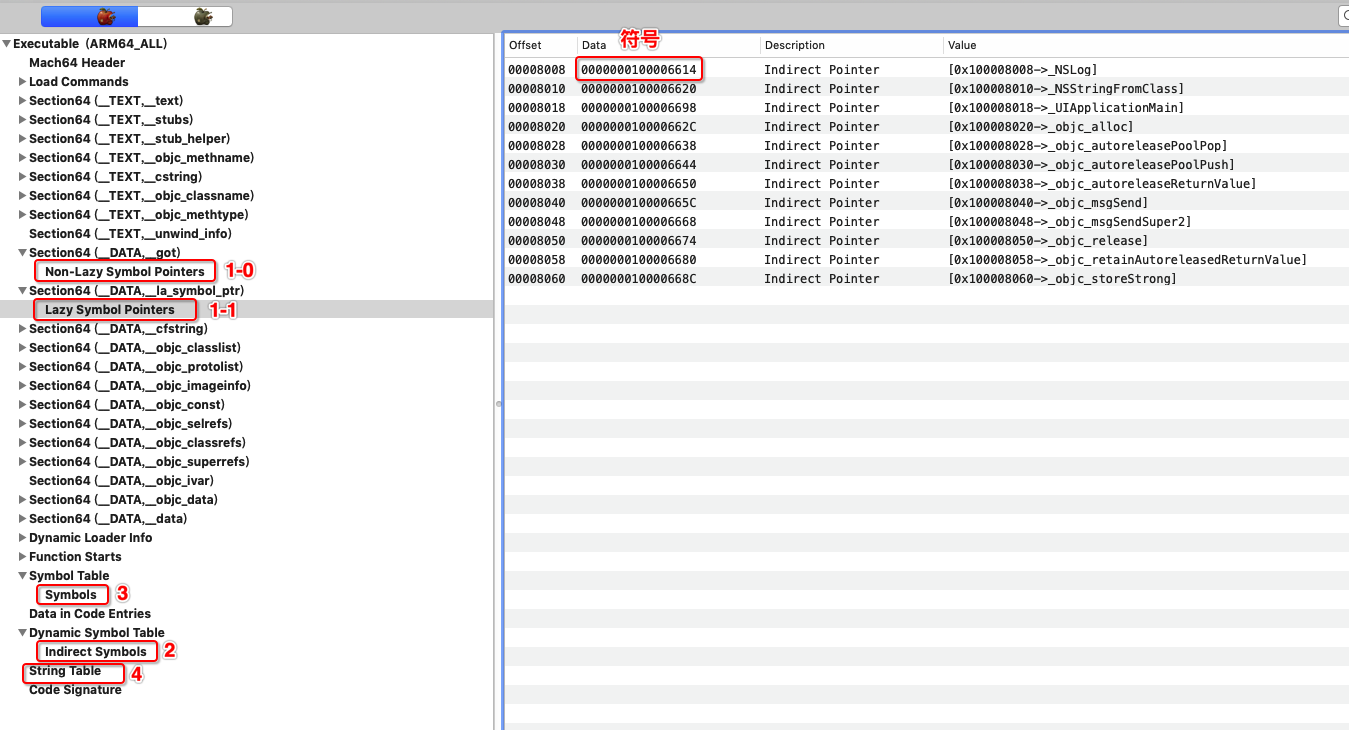 Executable (ARM64_ALL)
Mach64 Header
Load Commands
Section64 (__TEXT,__text)
Section64 (__TEXT,__stubs)
Section64 (__TEXT,__stub_helper)
Section64 (__TEXT,__objc_methname)
Section64 (__TEXT,__cstring)
Section64 (__TEXT,__objc_classname)
Section64 (__TEXT,__objc_methtype)
Section64 (__TEXT,__unwind_info)
Section64 (__DATA,__got)
Non-Lazy Symbol Pointers 1-0
Section64 (__DATA,__la_symbol_ptr)
Lazy Symbol Pointers 1-1
Section64 (__DATA,__cfstring)
Section64 (__DATA,__objc_classlist)
Section64 (__DATA,__objc_protolist)
Section64 (__DATA,__objc_imageinfo)
Section64 (__DATA,__objc_const)
Section64 (__DATA,__objc_selrefs)
Section64 (__DATA,__objc_classrefs)
Section64 (__DATA,__objc_superrefs)
Section64 (__DATA,__objc_ivar)
Section64 (__DATA,__objc_data)
Section64 (__DATA,__data)
Dynamic Loader Info
Function Starts
Symbol Table
Symbols 3
Data in Code Entries
Dynamic Symbol Table
Indirect Symbols 2
String Table 4
Code Signature
符号
Offset Data Description Value
00008008 0000000100006614 Indirect Pointer [0x100008008->_NSLog]
00008010 0000000100006620 Indirect Pointer [0x100008010->_NSStringFromClass]
00008018 0000000100006698 Indirect Pointer [0x100008018->_UIApplicationMain]
00008020 000000010000662C Indirect Pointer [0x100008020->_objc_alloc]
00008028 0000000100006638 Indirect Pointer [0x100008028->_objc_autoreleasePoolPop]
00008030 0000000100006644 Indirect Pointer [0x100008030->_objc_autoreleasePoolPush]
00008038 0000000100006650 Indirect Pointer [0x100008038->_objc_autoreleaseReturnValue]
00008040 000000010000665C Indirect Pointer [0x100008040->_objc_msgSend]
00008048 0000000100006668 Indirect Pointer [0x100008048->_objc_msgSendSuper2]
00008050 0000000100006674 Indirect Pointer [0x100008050->_objc_release]
00008058 0000000100006680 Indirect Pointer [0x100008058->_objc_retainAutoreleasedReturnValue]
00008060 000000010000668C Indirect Pointer [0x100008060->_objc_storeStrong]